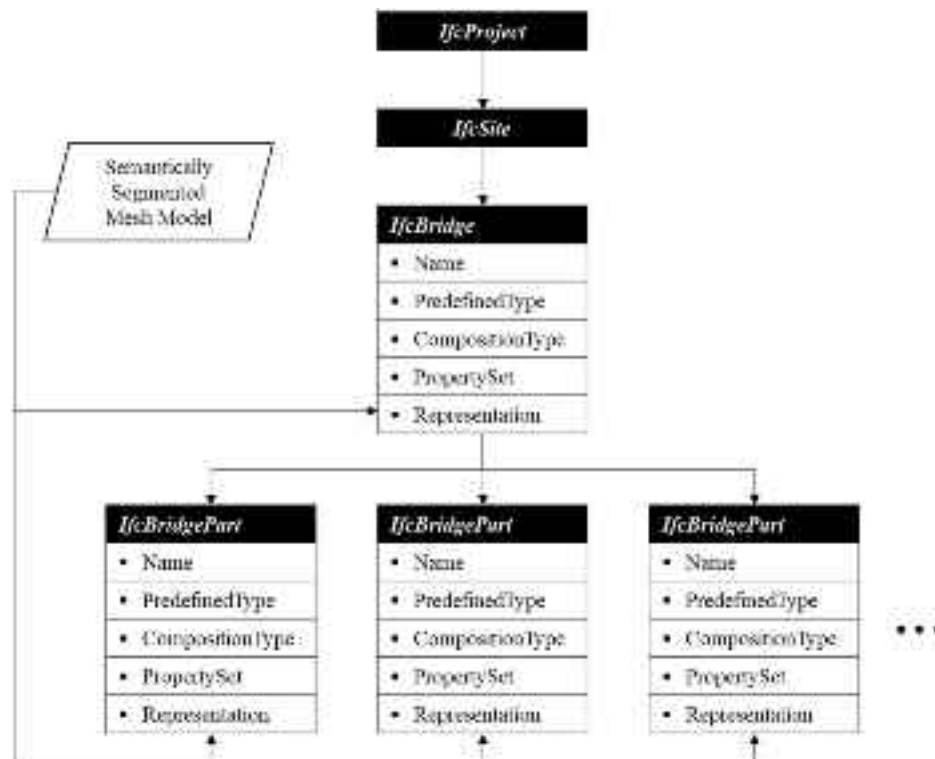 IfcProject
IfcSite
Semantically
Segmented
Mesh Model
IfcBridge
• Name
• PredefinedType
• CompositionType
• PropertySet
• Representation
IfcBridgePart
• Name
• PredefinedType
• CompositionType
• PropertySet
• Representation
IfcBridgePart
• Name
• PredefinedType
• CompositionType
• PropertySet
• Representation
IfcBridgePart
• Name
• PredefinedType
• CompositionType
• PropertySet
• Representation
•••